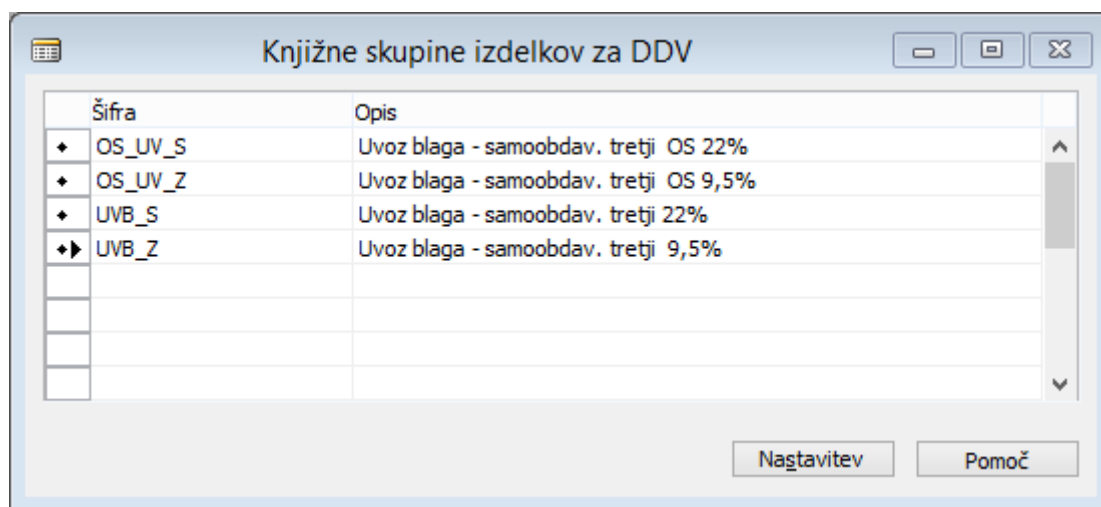 Knjižne skupine izdelkov za DDV
Šifra Opis
OS_UV_S Uvoz blaga - samoobdav. tretji OS 22%
OS_UV_Z Uvoz blaga - samoobdav. tretji OS 9,5%
UVB_S Uvoz blaga - samoobdav. tretji 22%
UVB_Z Uvoz blaga - samoobdav. tretji 9,5%
Nastavitev Pomoč